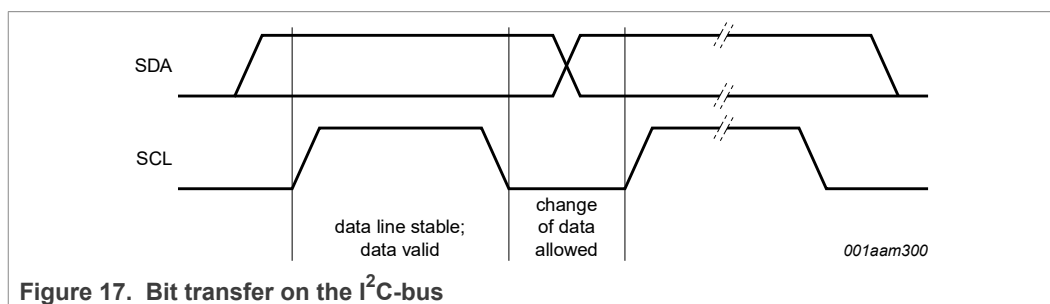 SDA
SCL
data line stable;
data valid
change
of data
allowed
001aam300
Figure 17. Bit transfer on the I²C-bus